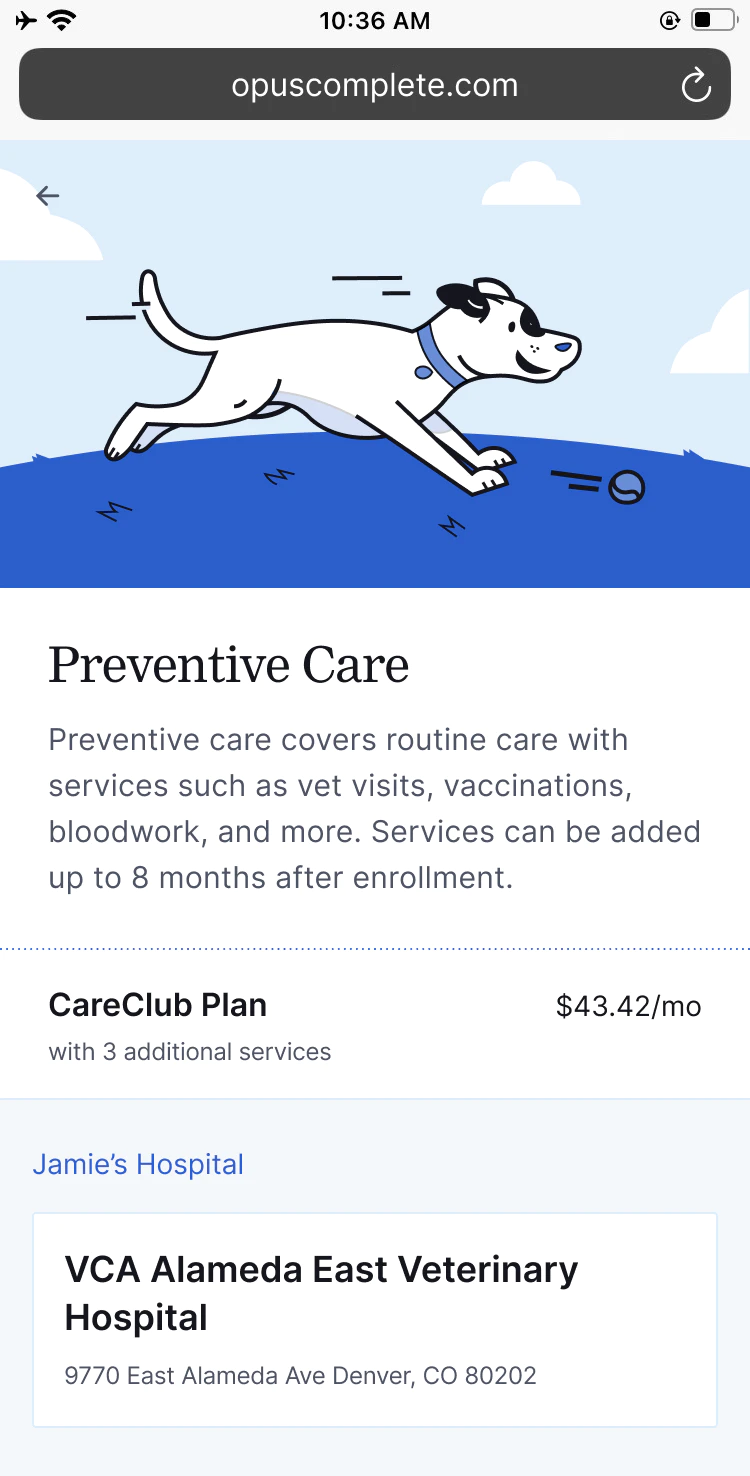 10:36 AM
opuscomplete.com
Preventive Care
Preventive care covers routine care with
services such as vet visits, vaccinations,
bloodwork, and more. Services can be added
up to 8 months after enrollment.
CareClub Plan
$43.42/mo
with 3 additional services
Jamie’s Hospital
VCA Alameda East Veterinary
Hospital
9770 East Alameda Ave Denver, CO 80202